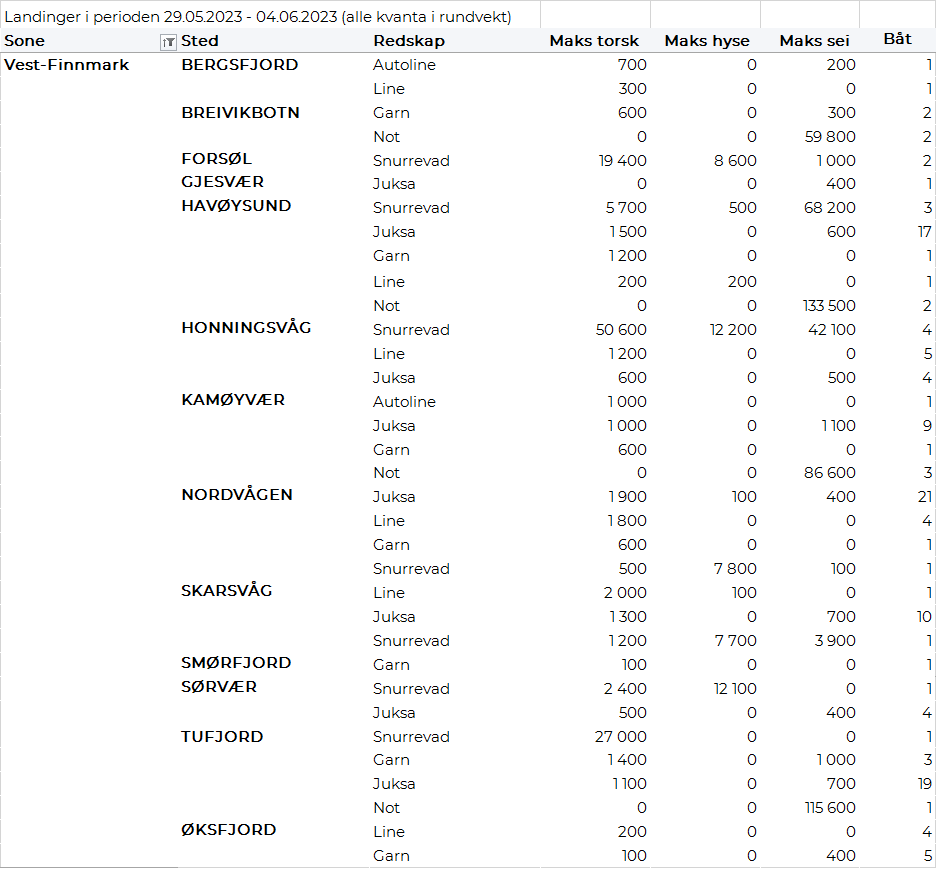 Landinger i perioden 29.05.2023 - 04.06.2023 (alle kvanta i rundvekt)
Sone Sted Redskap Maks torsk Maks hyse Maks sei Båt
Vest-Finnmark BERGSFJORD Autoline 700 0 200 1
Line 300 0 0 1
BREIVIKBOTN Garn 600 0 300 2
Not 0 0 59 800 2
FORSØL Snurrevad 19 400 8 600 1 000 2
GJESVÆR Juksa 0 0 400 1
HAVØYSUND Snurrevad 5 700 500 68 200 3
Juksa 1 500 0 600 17
Garn 1 200 0 0 1
Line 200 200 0 1
Not 0 0 133 500 2
HONNINGSVÅG Snurrevad 50 600 12 200 42 100 4
Line 1 200 0 0 5
Juksa 600 0 500 4
KAMØYVÆR Autoline 1 000 0 0 1
Juksa 1 000 0 1 100 9
Garn 600 0 0 1
Not 0 0 86 600 3
NORDVÅGEN Juksa 1 900 100 400 21
Line 1 800 0 0 4
Garn 600 0 0 1
Snurrevad 500 7 800 100 1
SKARSVÅG Line 2 000 100 0 1
Juksa 1 300 0 700 10
Snurrevad 1 200 7 700 3 900 1
SMØRFJORD Garn 100 0 0 1
SØRVÆR Snurrevad 2 400 12 100 0 1
Juksa 500 0 400 4
TUFJORD Snurrevad 27 000 0 0 1
Garn 1 400 0 1 000 3
Juksa 1 100 0 700 19
Not 0 0 115 600 1
ØKSFJORD Line 200 0 0 4
Garn 100 0 400 5